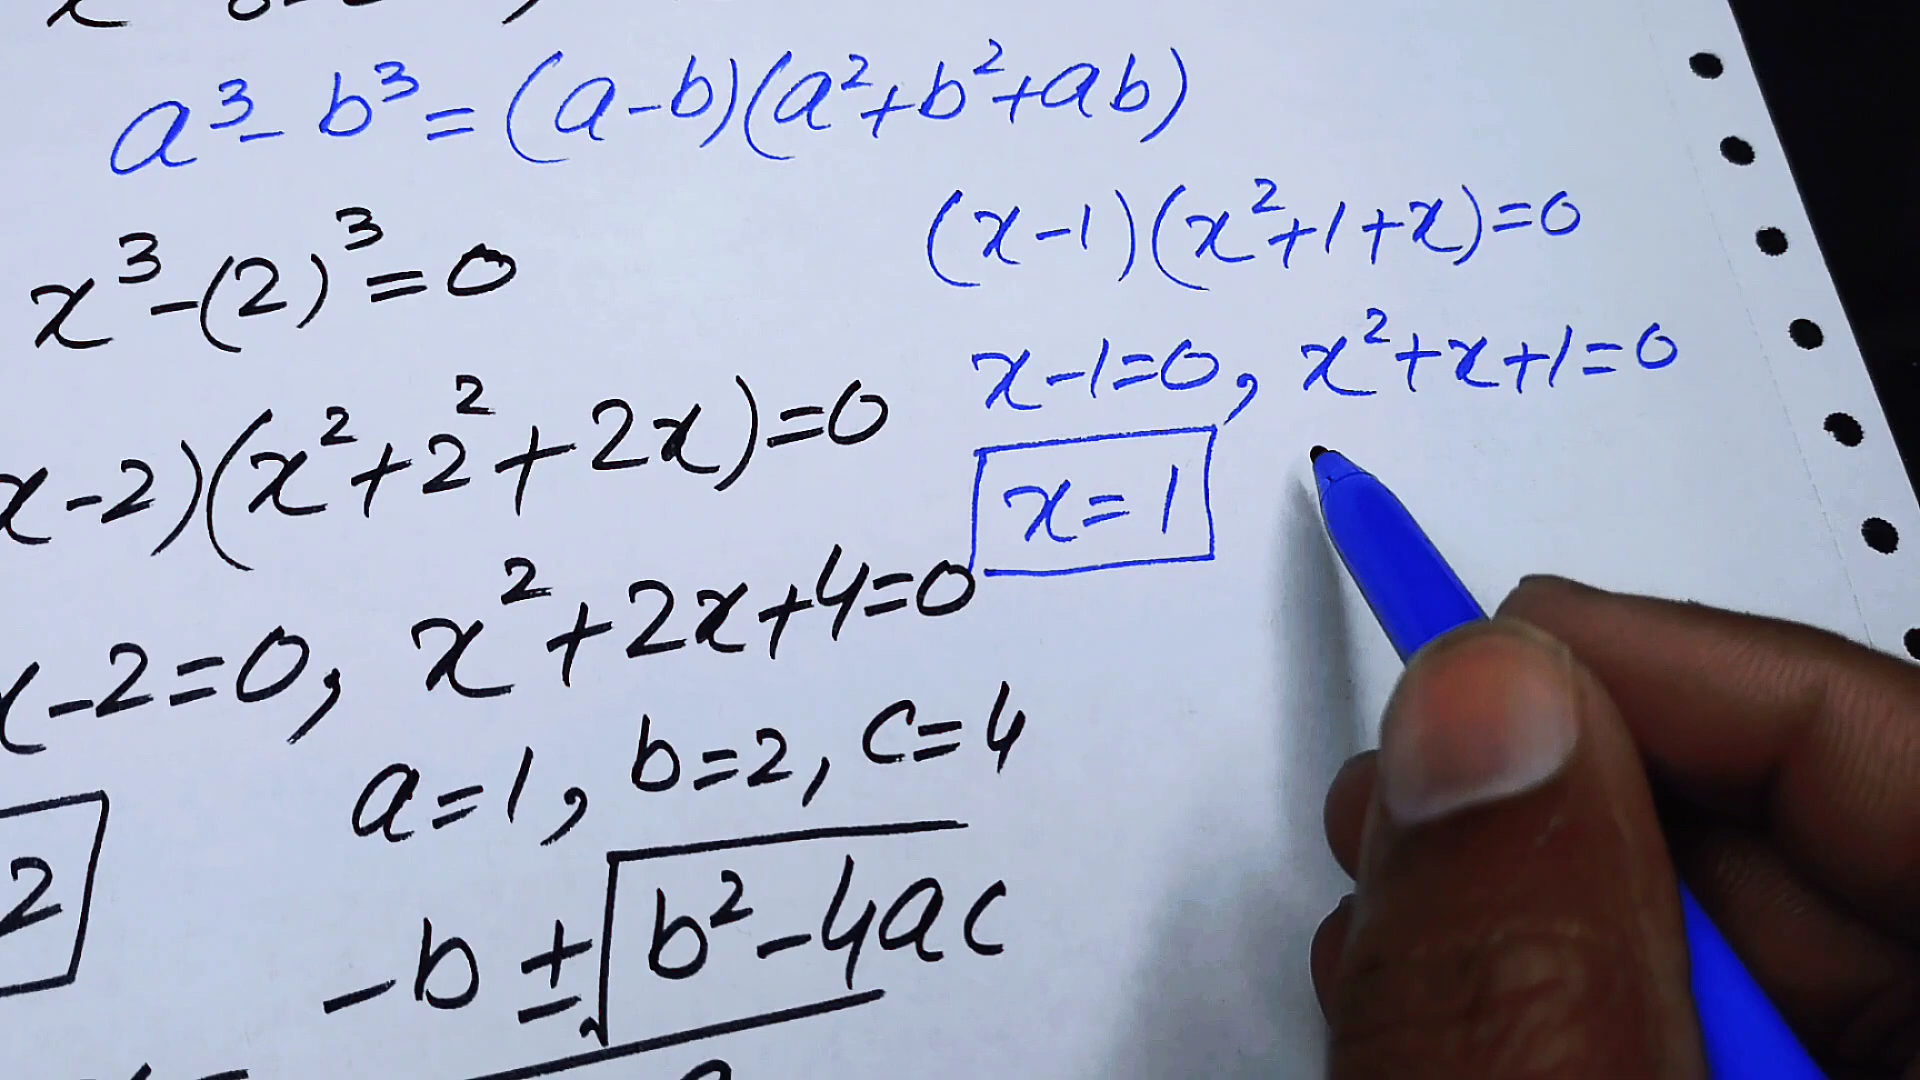 a³ - b³ = (a-b)(a²+b²+ab)
x³ - (2)³ = 0
x-2)(x²+2²+2x)=0
x-2=0, x²+2x+4=0
a=1, b=2, c=4
2
-b ± √b²-4ac
(x-1)(x²+1+x)=0
x-1=0, x²+x+1=0
x=1